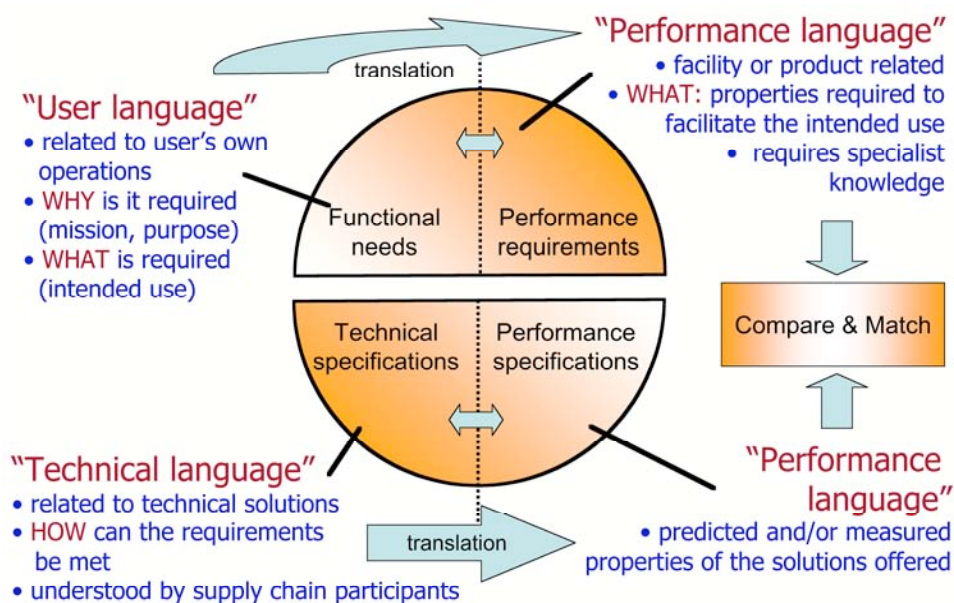 "Performance language"
• facility or product related
• WHAT: properties required to
facilitate the intended use
• requires specialist
knowledge
translation
"User language"
• related to user's own
operations
• WHY is it required
(mission, purpose)
• WHAT is required
(intended use)
Functional
needs
Performance
requirements
Technical
specifications
Performance
specifications
Compare & Match
"Technical language"
• related to technical solutions
• HOW can the requirements
be met
• understood by supply chain participants
translation
"Performance
language"
• predicted and/or measured
properties of the solutions offered